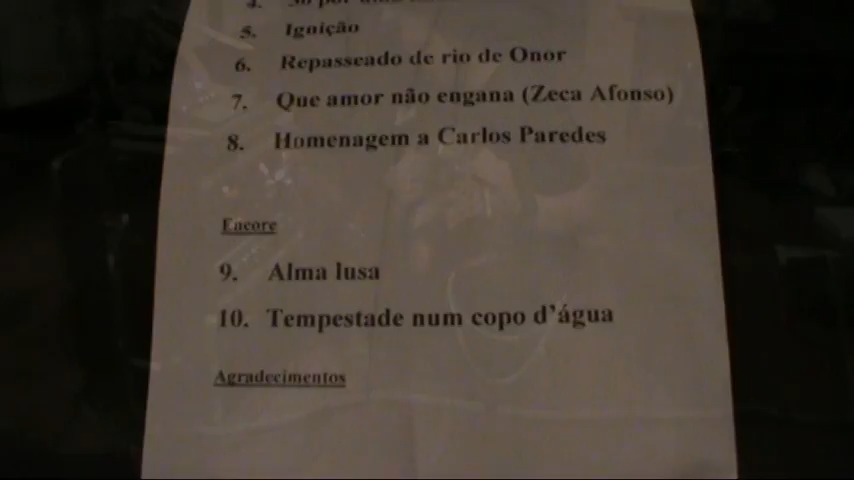 4.
5. Ignição
6. Repasseado de rio de Onor
7. Que amor não engana (Zeca Afonso)
8. Homenagem a Carlos Paredes
Encore
9. Alma lusa
10. Tempestade num copo d'água
Agradecimentos